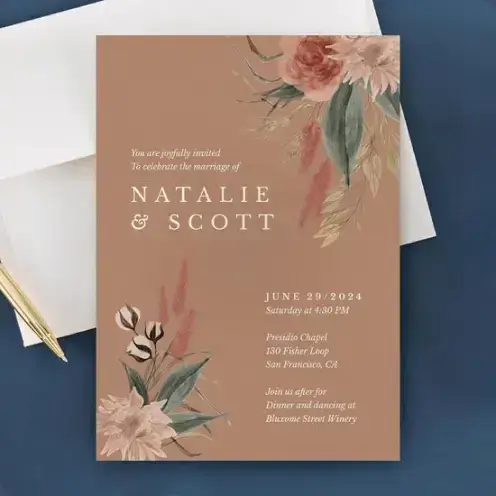 You are joyfully invited
To celebrate the marriage of
NATALIE
& SCOTT
JUNE 29/2024
Saturday at 4:30 PM
Presidio Chapel
130 Fisher Loop
San Francisco, CA
Join us after for
Dinner and dancing at
Bluxome Street Winery